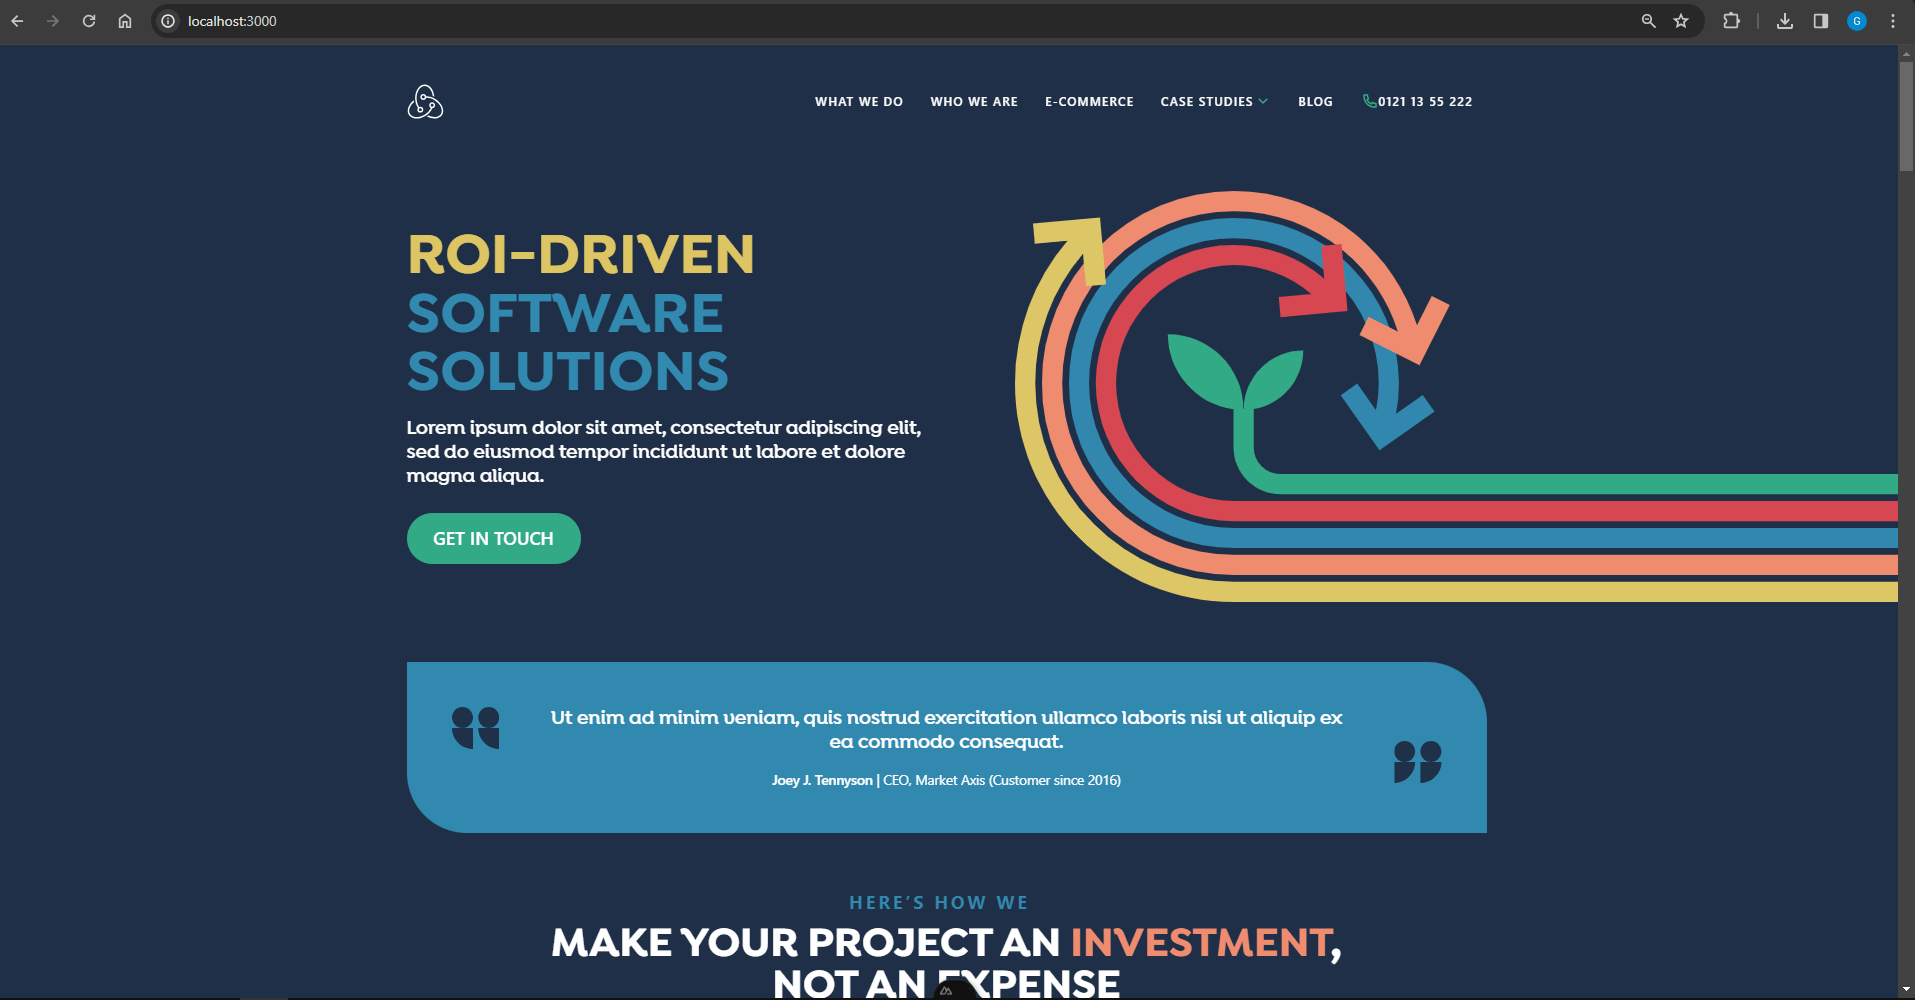 localhost:3000
G
WHAT WE DO WHO WE ARE E-COMMERCE CASE STUDIES BLOG 0121 13 55 222
ROI-DRIVEN
SOFTWARE
SOLUTIONS
Lorem ipsum dolor sit amet, consectetur adipiscing elit,
sed do eiusmod tempor incididunt ut labore et dolore
magna aliqua.
GET IN TOUCH
Ut enim ad minim veniam, quis nostrud exercitation ullamco laboris nisi ut aliquip ex
ea commodo consequat.
Joey J. Tennyson | CEO, Market Axis (Customer since 2016)
HERE'S HOW WE
MAKE YOUR PROJECT AN INVESTMENT,
NOT AN EXPENSE